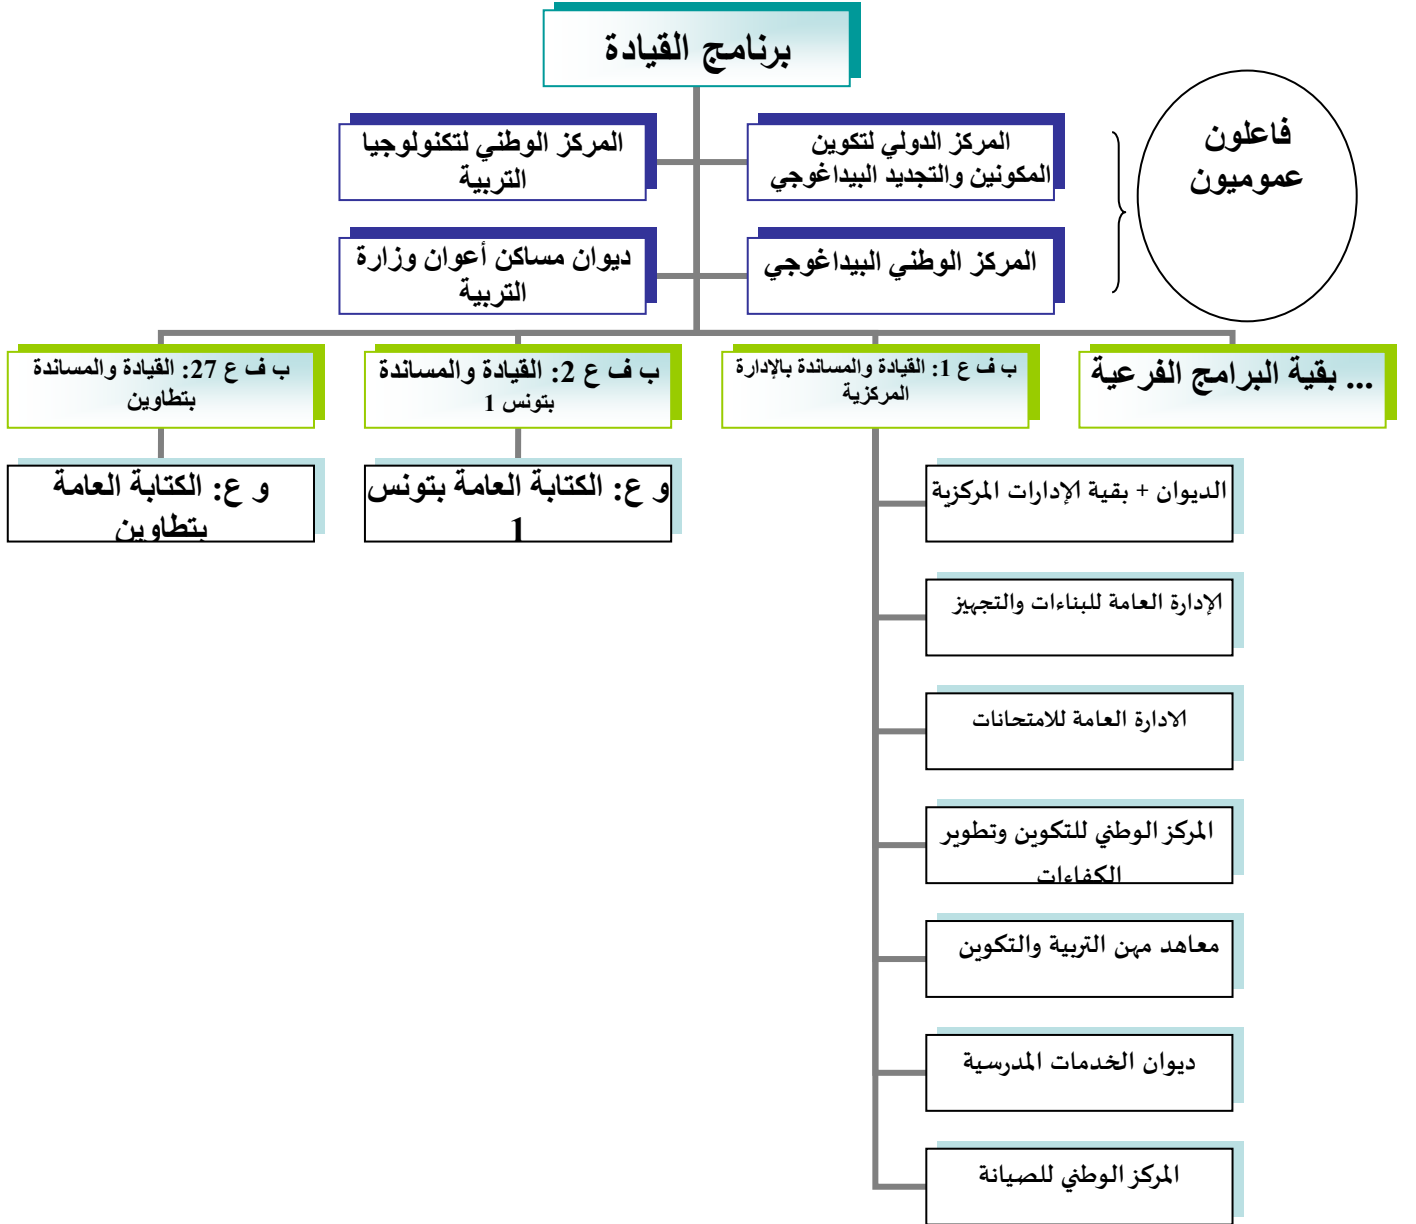 برنامج القيادة
فاعلون
عموميون
المركز الدولي لتكوين
المكونين والتجديد البيداغوجي
المركز الوطني لتكنولوجيا
التربية
المركز الوطني البيداغوجي
ديوان مساكن أعوان وزارة
التربية
... بقية البرامج الفرعية
ب ف ع 1: القيادة والمساندة بالإدارة
المركزية
ب ف ع 2: القيادة والمساندة
بتونس 1
ب ف ع 27: القيادة والمساندة
بتطاوين
و ع: الكتابة العامة بتونس
1
و ع: الكتابة العامة
بتطاوين
الديوان + بقية الإدارات المركزية
الإدارة العامة للبناءات والتجهيز
الادارة العامة للامتحانات
المركز الوطني للتكوين وتطوير
الكفاءات
معاهد مهن التربية والتكوين
ديوان الخدمات المدرسية
المركز الوطني للصيانة